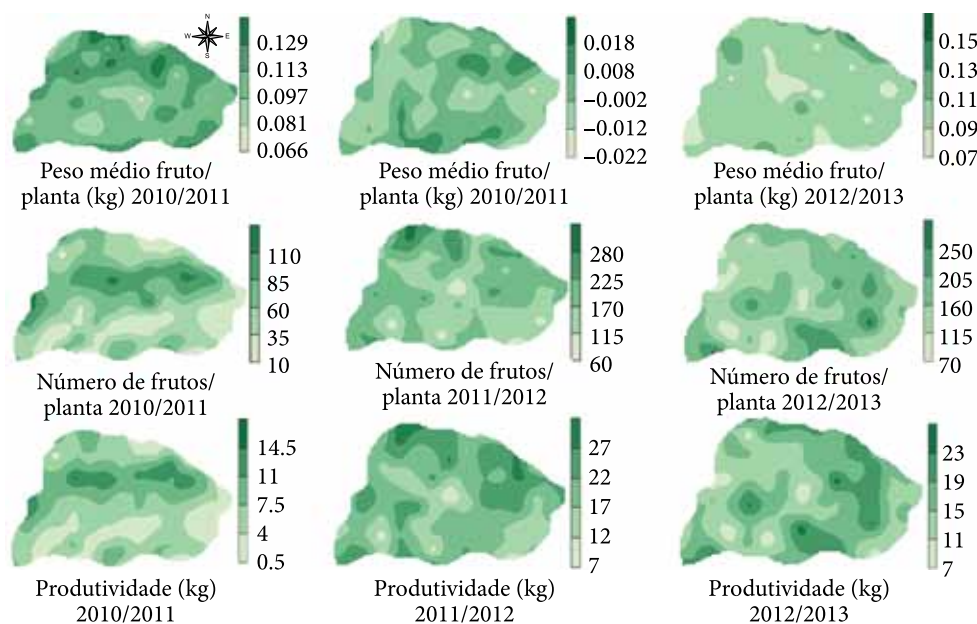 N
W E
S
0.129
0.113
0.097
0.081
0.066
Peso médio fruto/
planta (kg) 2010/2011
0.018
0.008
−0.002
−0.012
−0.022
Peso médio fruto/
planta (kg) 2010/2011
0.15
0.13
0.11
0.09
0.07
Peso médio fruto/
planta (kg) 2012/2013
110
85
60
35
10
Número de frutos/
planta 2010/2011
280
225
170
115
60
Número de frutos/
planta 2011/2012
250
205
160
115
70
Número de frutos/
planta 2012/2013
14.5
11
7.5
4
0.5
Produtividade (kg)
2010/2011
27
22
17
12
7
Produtividade (kg)
2011/2012
23
19
15
11
7
Produtividade (kg)
2012/2013